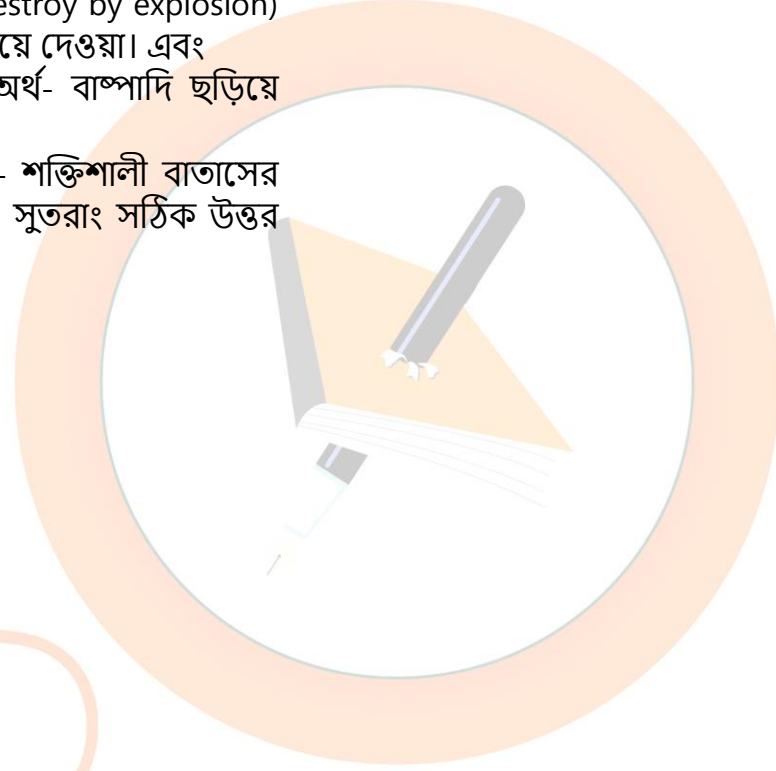 estroy by explosion)
য়ে দেওয়া। এবং
অর্থ- বাষ্পাদি ছড়িয়ে
- শক্তিশালী বাতাসের
সুতরাং সঠিক উত্তর